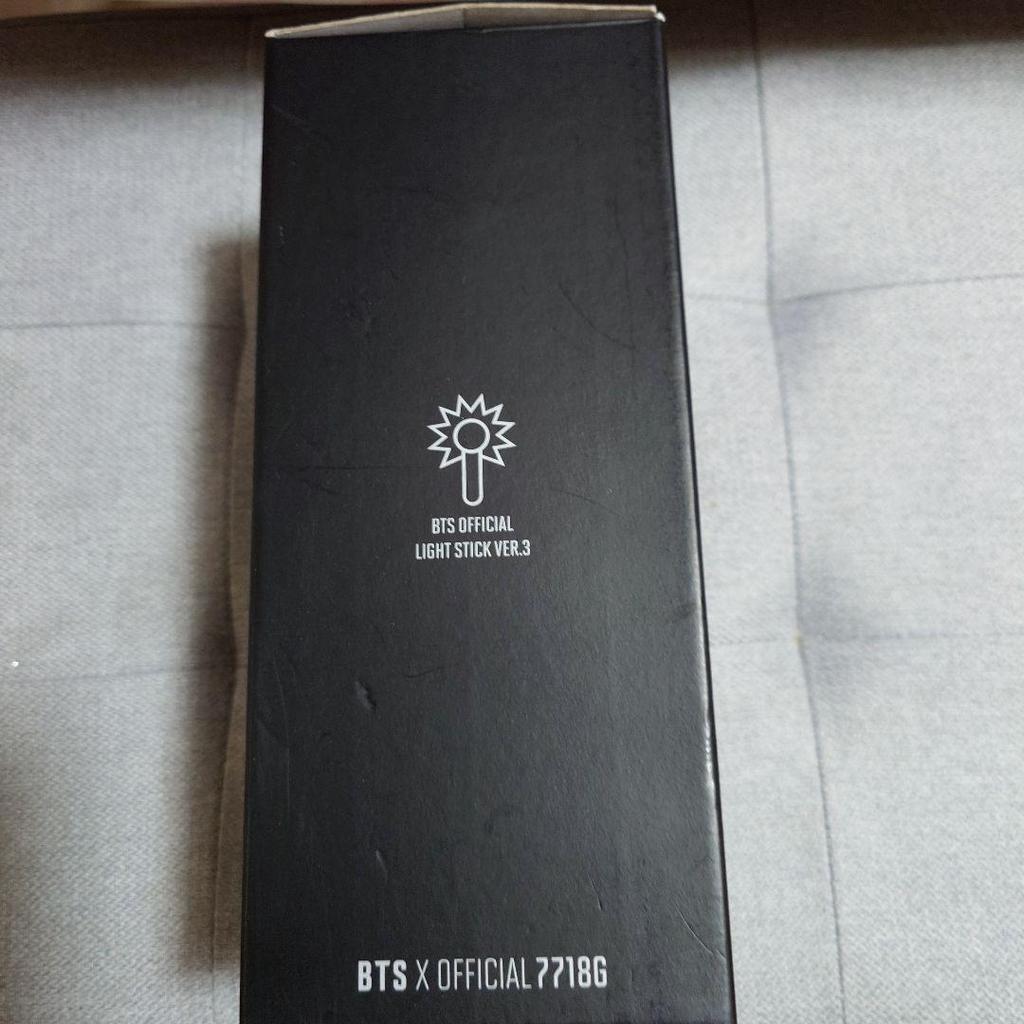 BTS OFFICIAL
LIGHT STICK VER.3
BTS X OFFICIAL 7718G